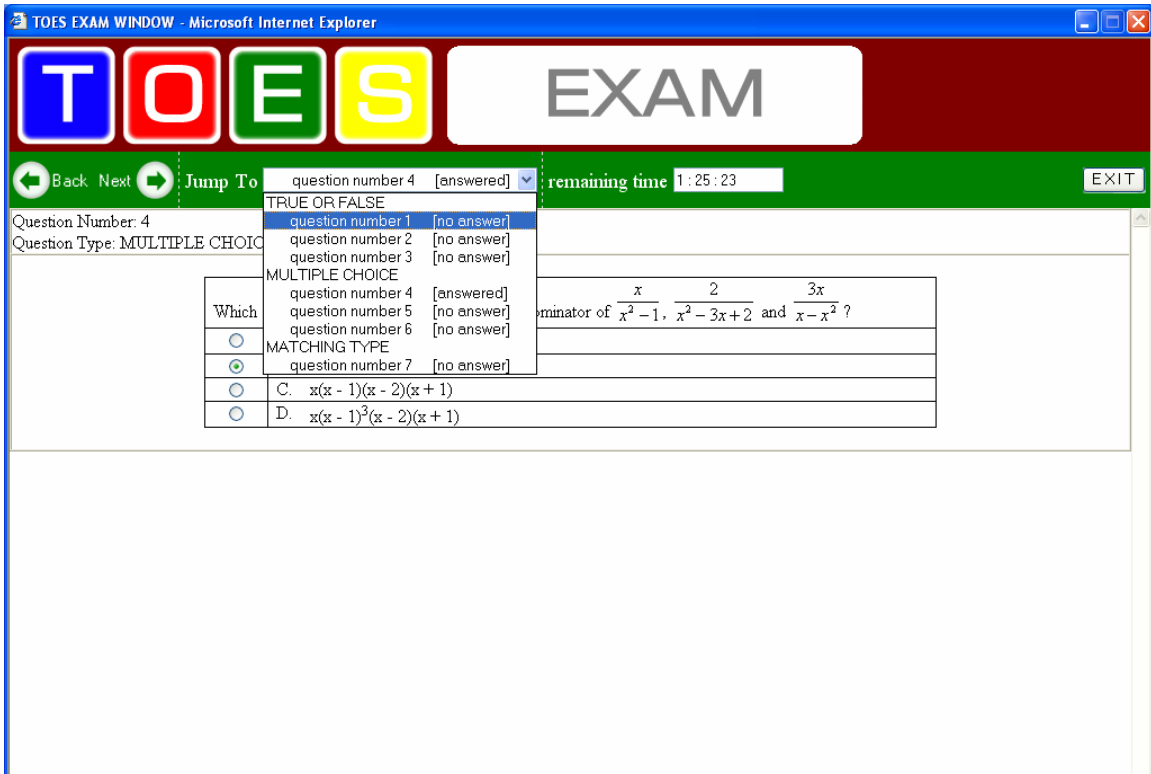 TOES EXAM WINDOW - Microsoft Internet Explorer
TOES EXAM
Back Next Jump To question number 4 [answered] remaining time 1:25:23 EXIT
TRUE OR FALSE
question number 1 [no answer]
question number 2 [no answer]
question number 3 [no answer]
MULTIPLE CHOICE
question number 4 [answered]
question number 5 [no answer]
question number 6 [no answer]
MATCHING TYPE
question number 7 [no answer]
Question Number: 4
Question Type: MULTIPLE CHOIC
Which ominator of x/(x² – 1), 2/(x² – 3x + 2) and 3x/(x – x²) ?
C. x(x - 1)(x - 2)(x + 1)
D. x(x - 1)³(x - 2)(x + 1)